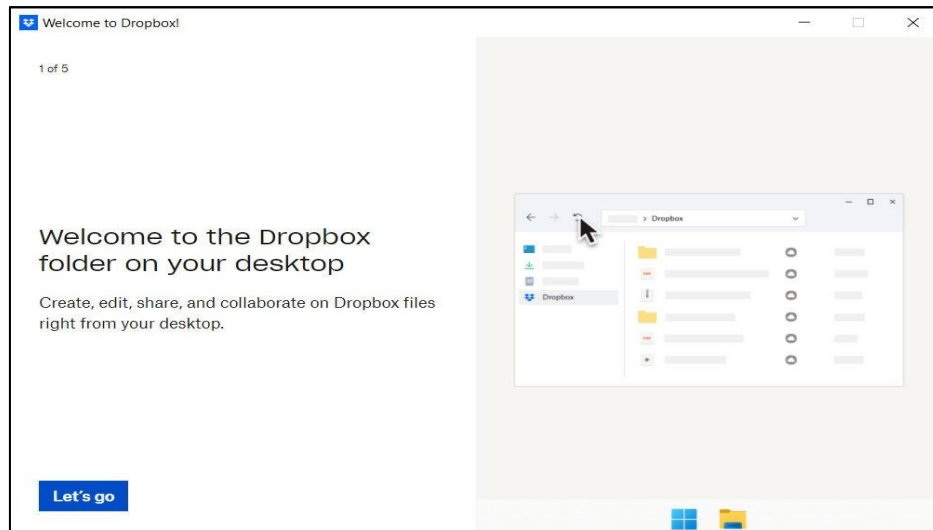 Welcome to Dropbox!
1 of 5
Welcome to the Dropbox
folder on your desktop
Create, edit, share, and collaborate on Dropbox files
right from your desktop.
Let's go
> Dropbox
Dropbox